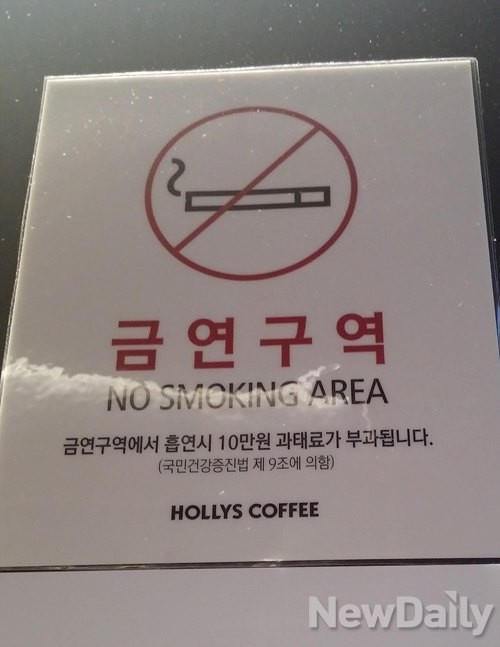 금연구역
NO SMOKING AREA
금연구역에서 흡연시 10만원 과태료가 부과됩니다.
(국민건강증진법 제 9조에 의함)
HOLLYS COFFEE
NewDaily